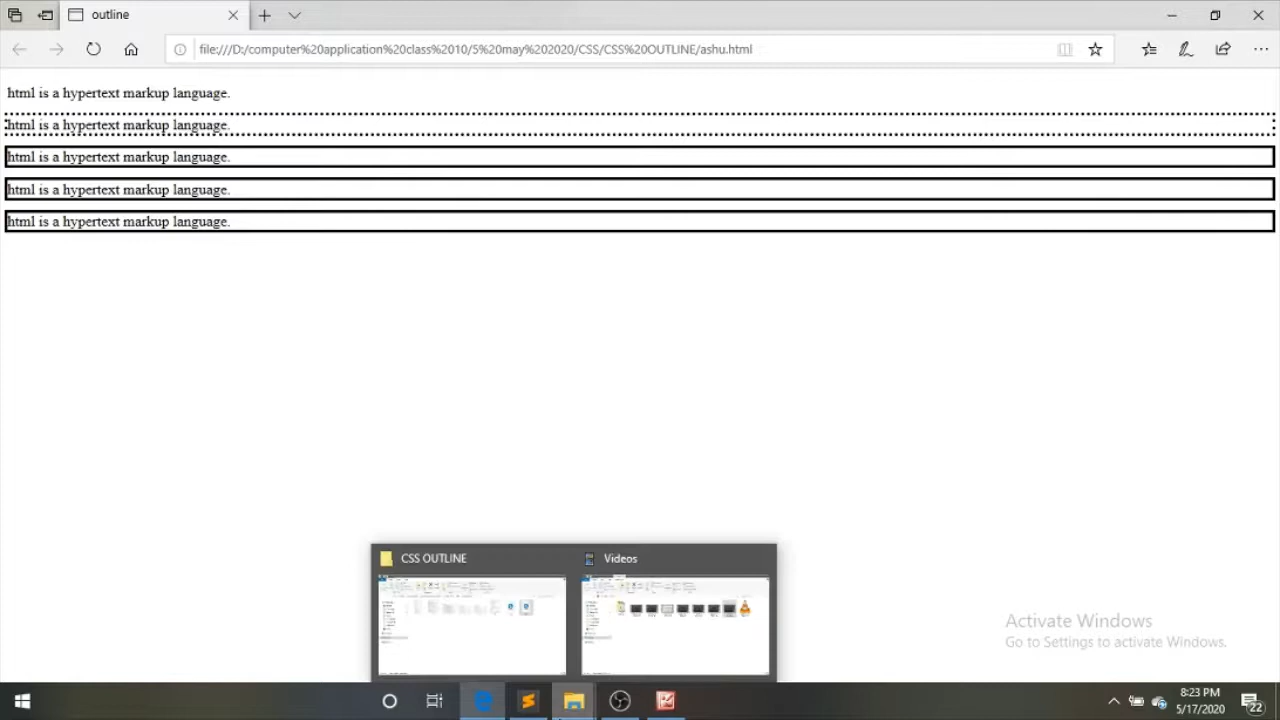 outline
file:///D:/computer%20application%20class%2010/5%20may%202020/CSS/CSS%20OUTLINE/ashu.html
html is a hypertext markup language.
html is a hypertext markup language.
html is a hypertext markup language.
html is a hypertext markup language.
html is a hypertext markup language.
CSS OUTLINE
Videos
Activate Windows
Go to Settings to activate Windows.
8:23 PM
5/17/2020
22